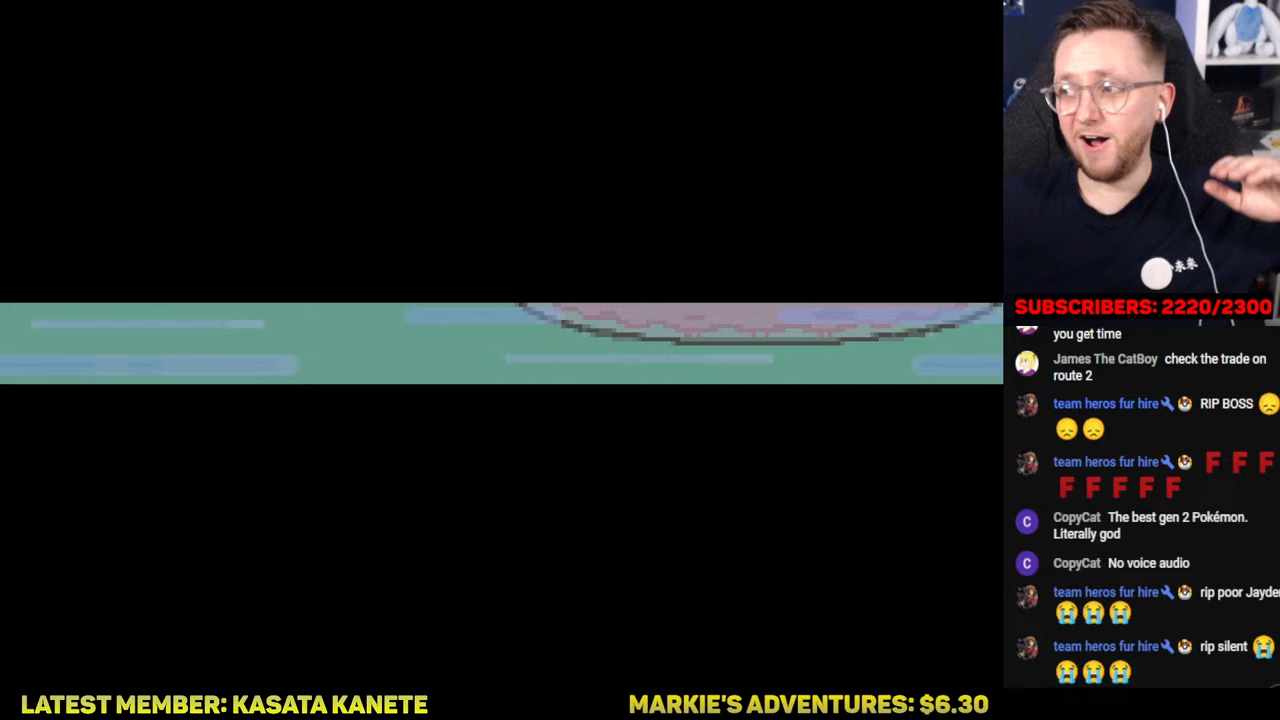 SUBSCRIBERS: 2220/2300
you get time
James The CatBoy check the trade on
route 2
team heros fur hire RIP BOSS
team heros fur hire F F F
F F F F F
C CopyCat The best gen 2 Pokémon.
Literally god
C CopyCat No voice audio
team heros fur hire rip poor Jayden
team heros fur hire rip silent
LATEST MEMBER: KASATA KANETE
MARKIE'S ADVENTURES: $6.30